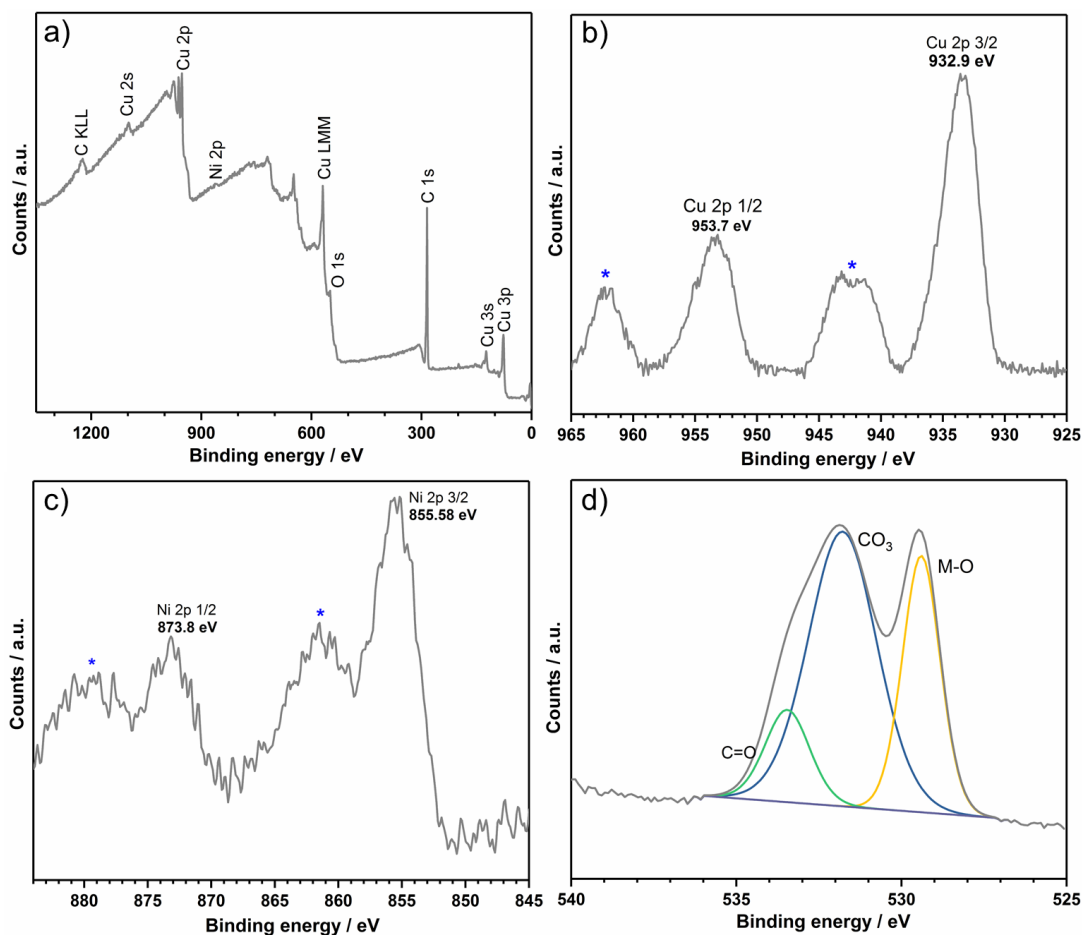 a)
C KLL
Cu 2s
Cu 2p
Ni 2p
Cu LMM
O 1s
C 1s
Cu 3s
Cu 3p
Counts / a.u.
1200 900 600 300 0
Binding energy / eV
b)
Cu 2p 3/2
932.9 eV
Cu 2p 1/2
953.7 eV
*
*
Counts / a.u.
965 960 955 950 945 940 935 930 925
Binding energy / eV
c)
Ni 2p 3/2
855.58 eV
Ni 2p 1/2
873.8 eV
*
*
Counts / a.u.
880 875 870 865 860 855 850 845
Binding energy / eV
d)
CO₃
M-O
C=O
Counts / a.u.
540 535 530 525
Binding energy / eV